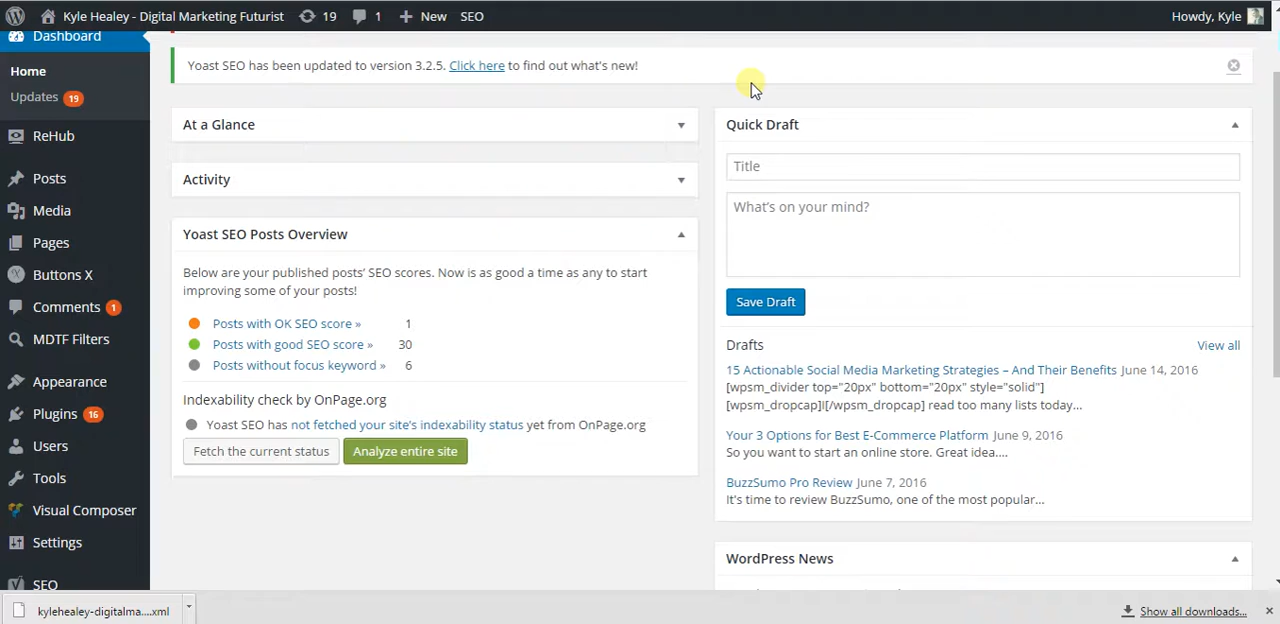 Kyle Healey - Digital Marketing Futurist 19 1 New SEO Howdy, Kyle
Dashboard
Home
Updates 19
ReHub
Posts
Media
Pages
Buttons X
Comments 1
MDTF Filters
Appearance
Plugins 16
Users
Tools
Visual Composer
Settings
SEO
Yoast SEO has been updated to version 3.2.5. Click here to find out what's new!
At a Glance
Activity
Yoast SEO Posts Overview
Below are your published posts' SEO scores. Now is as good a time as any to start
improving some of your posts!
Posts with OK SEO score » 1
Posts with good SEO score » 30
Posts without focus keyword » 6
Indexability check by OnPage.org
Yoast SEO has not fetched your site's indexability status yet from OnPage.org
Fetch the current status Analyze entire site
Quick Draft
Title
What's on your mind?
Save Draft
Drafts View all
15 Actionable Social Media Marketing Strategies – And Their Benefits June 14, 2016
[wpsm_divider top="20px" bottom="20px" style="solid"]
[wpsm_dropcap]I[/wpsm_dropcap] read too many lists today…
Your 3 Options for Best E-Commerce Platform June 9, 2016
So you want to start an online store. Great idea.…
BuzzSumo Pro Review June 7, 2016
It's time to review BuzzSumo, one of the most popular…
WordPress News
kylehealey-digitalma....xml Show all downloads...